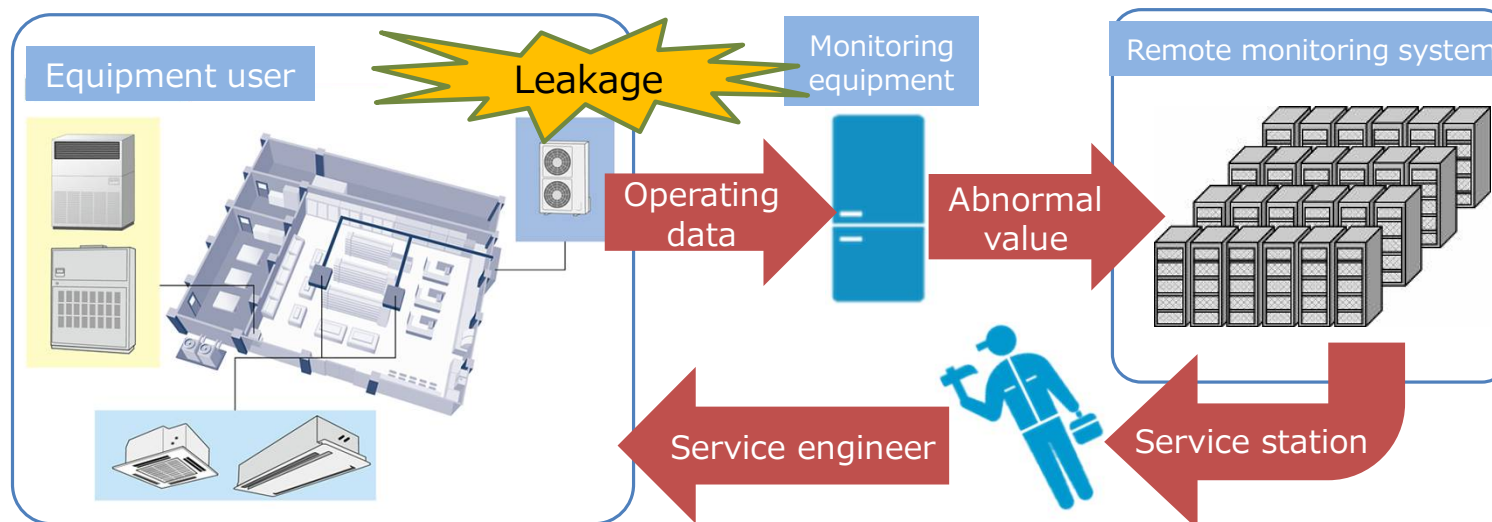 Equipment user
Leakage
Monitoring
equipment
Remote monitoring system
Operating
data
Abnormal
value
Service engineer
Service station